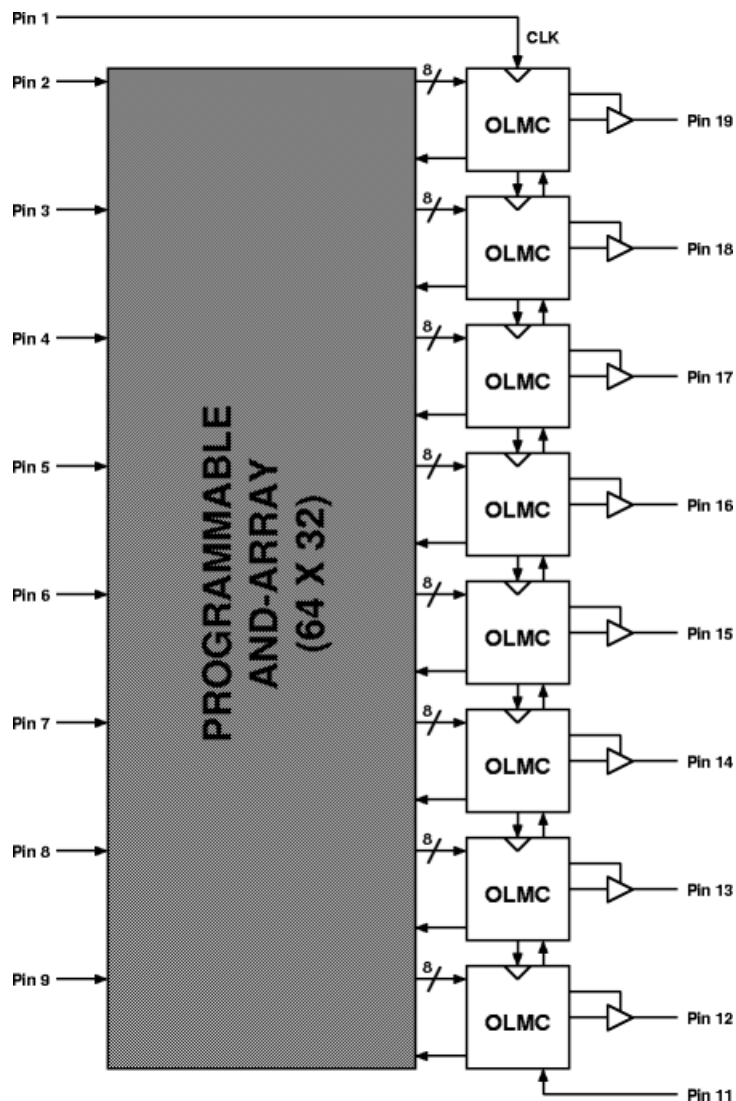 Pin 1
CLK
Pin 2
8
OLMC
Pin 19
Pin 3
8
OLMC
Pin 18
Pin 4
8
OLMC
Pin 17
PROGRAMMABLE
AND-ARRAY
(64 X 32)
Pin 5
8
OLMC
Pin 16
Pin 6
8
OLMC
Pin 15
Pin 7
8
OLMC
Pin 14
Pin 8
8
OLMC
Pin 13
Pin 9
8
OLMC
Pin 12
Pin 11